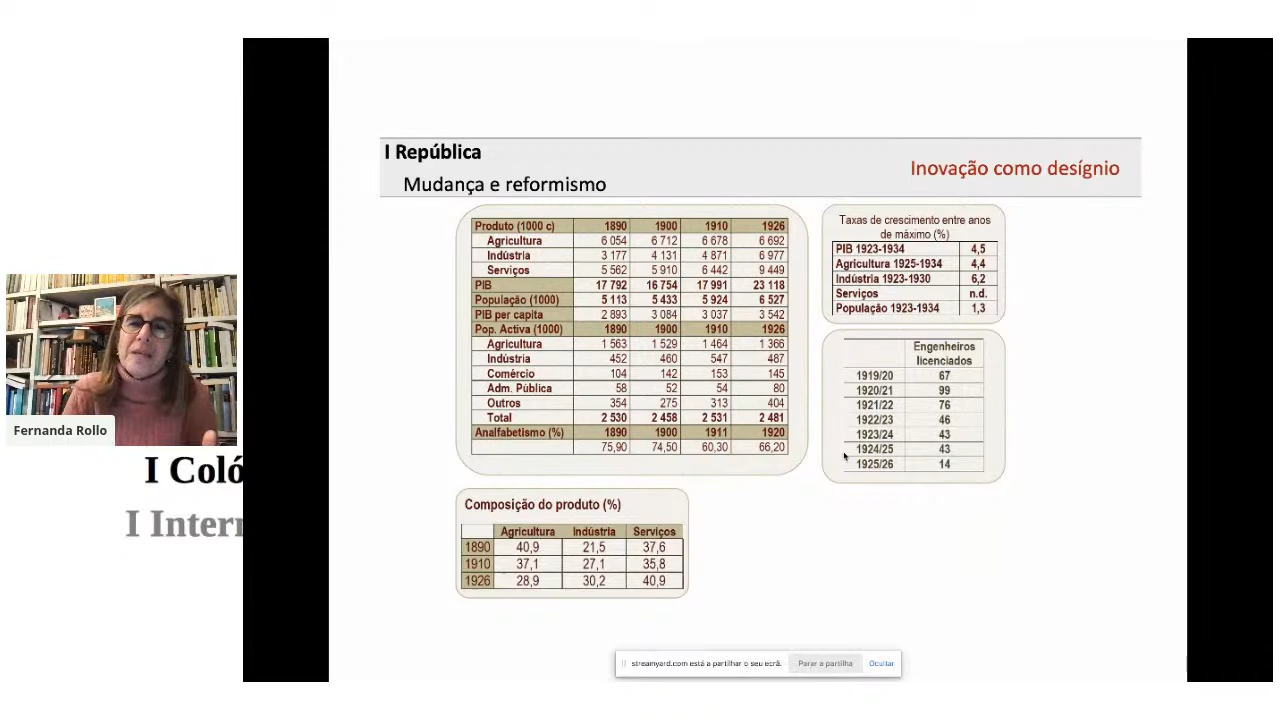 I República
Mudança e reformismo
Inovação como desígnio
Produto (1000 c) 1890 1900 1910 1926
Agricultura 6 054 6 712 6 678 6 692
Indústria 3 177 4 131 4 871 6 977
Serviços 5 562 5 910 6 442 9 449
PIB 17 792 16 754 17 991 23 118
População (1000) 5 113 5 433 5 924 6 527
PIB per capita 2 893 3 084 3 037 3 542
Pop. Activa (1000) 1890 1900 1910 1926
Agricultura 1 563 1 529 1 464 1 366
Indústria 452 460 547 487
Comércio 104 142 153 145
Adm. Pública 58 52 54 80
Outros 354 275 313 404
Total 2 530 2 458 2 531 2 481
Analfabetismo (%) 1890 1900 1911 1920
75,90 74,50 60,30 66,20
Taxas de crescimento entre anos
de máximo (%)
PIB 1923-1934 4,5
Agricultura 1925-1934 4,4
Indústria 1923-1930 6,2
Serviços n.d.
População 1923-1934 1,3
Engenheiros
licenciados
1919/20 67
1920/21 99
1921/22 76
1922/23 46
1923/24 43
1924/25 43
1925/26 14
Composição do produto (%)
Agricultura Indústria Serviços
1890 40,9 21,5 37,6
1910 37,1 27,1 35,8
1926 28,9 30,2 40,9
Fernanda Rollo
I Coló
I Intern
streamyard.com está a partilhar o seu ecrã. Parar a partilha Ocultar